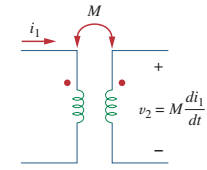 M
i₁
+
v₂ = M di₁/dt
−